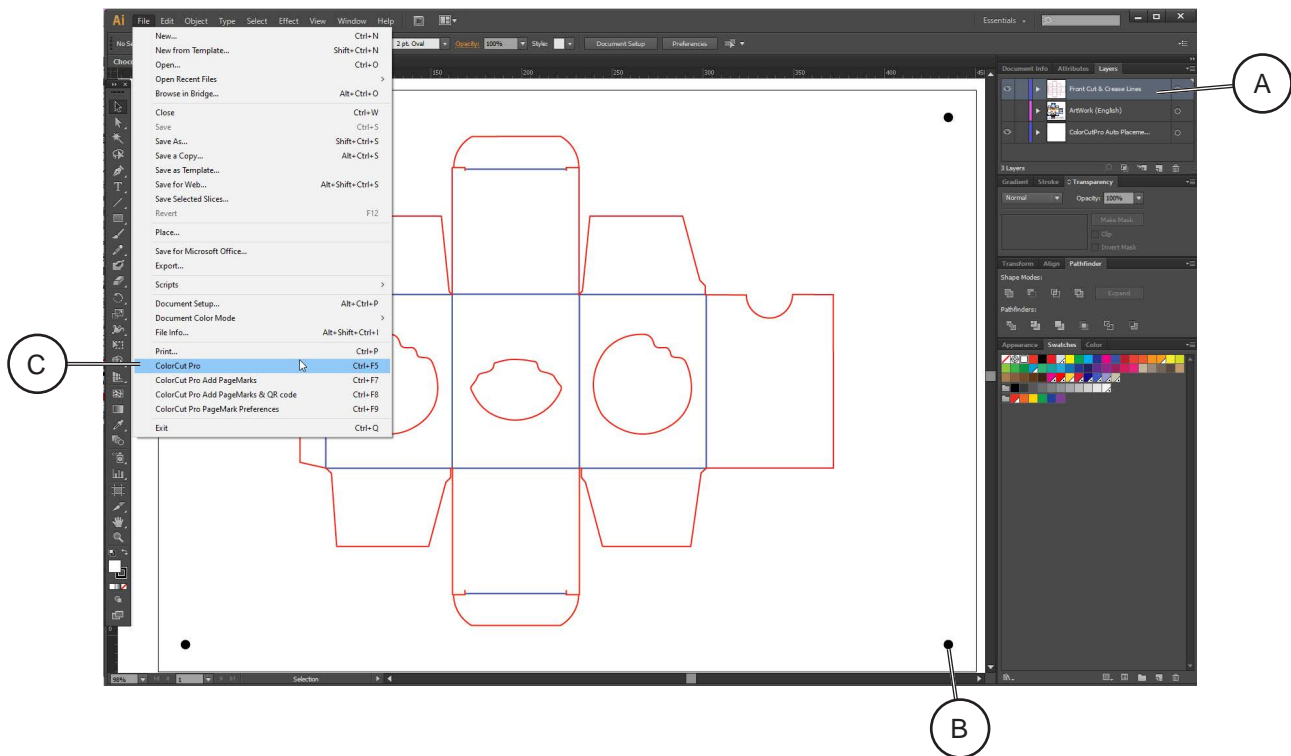 Ai File Edit Object Type Select Effect View Window Help Essentials
2 pt. Oval Opacity: 100% Style: Document Setup Preferences
New... Ctrl+N
New from Template... Shift+Ctrl+N
Open... Ctrl+O
Open Recent Files
Browse in Bridge... Alt+Ctrl+O
Close Ctrl+W
Save Ctrl+S
Save As... Shift+Ctrl+S
Save a Copy... Alt+Ctrl+S
Save as Template...
Save for Web... Alt+Shift+Ctrl+S
Save Selected Slices...
Revert F12
Place...
Save for Microsoft Office...
Export...
Scripts
Document Setup... Alt+Ctrl+P
Document Color Mode
File Info... Alt+Shift+Ctrl+I
Print... Ctrl+P
ColorCut Pro Ctrl+F5
ColorCut Pro Add PageMarks Ctrl+F7
ColorCut Pro Add PageMarks & QR code Ctrl+F8
ColorCut Pro PageMark Preferences Ctrl+F9
Exit Ctrl+Q
150 200 250 300 350 400
Document Info Attributes Layers
Front Cut & Crease Lines
ArtWork (English)
ColorCutPro Auto Placeme...
3 Layers
Gradient Stroke Transparency
Normal Opacity: 100%
Make Mask
Clip
Invert Mask
Transform Align Pathfinder
Shape Modes:
Expand
Pathfinders:
Appearance Swatches Color
98% 1 Selection
A
B
C